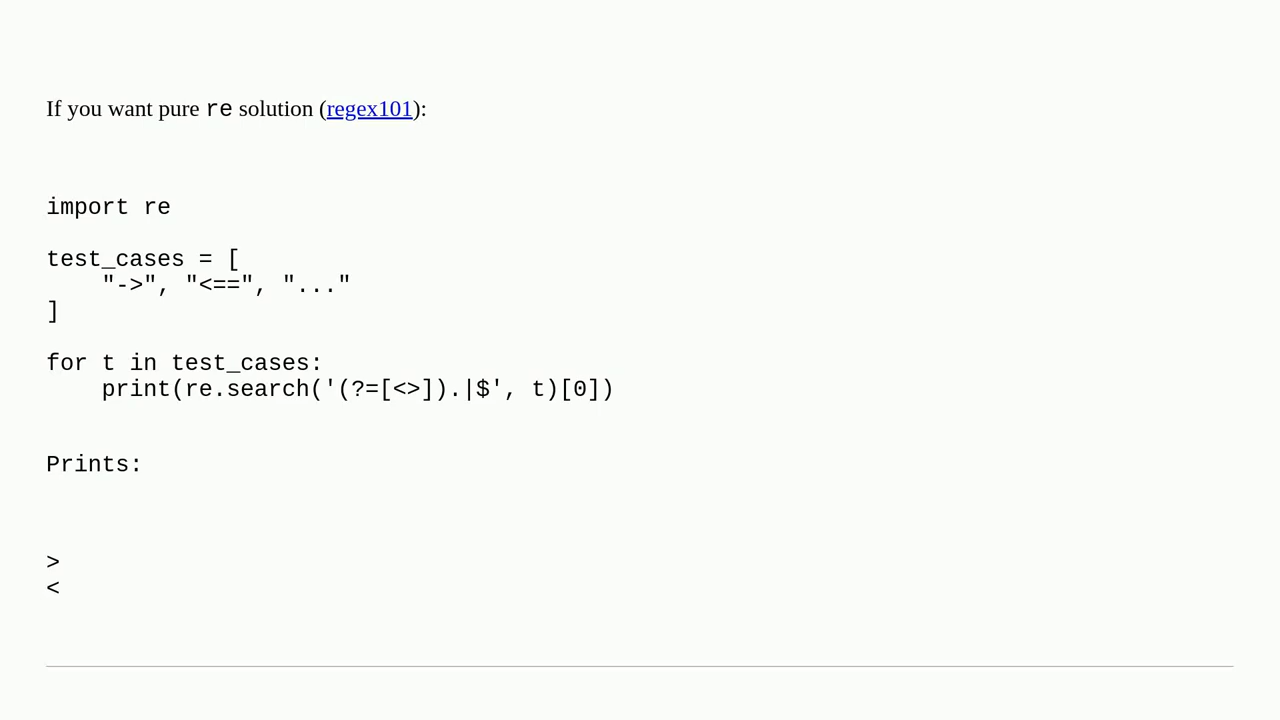 If you want pure re solution (regex101):
import re
test_cases = [
    "->", "<==", "..."
]
for t in test_cases:
    print(re.search('(?=[<>]).|$', t)[0])
Prints:
>
<